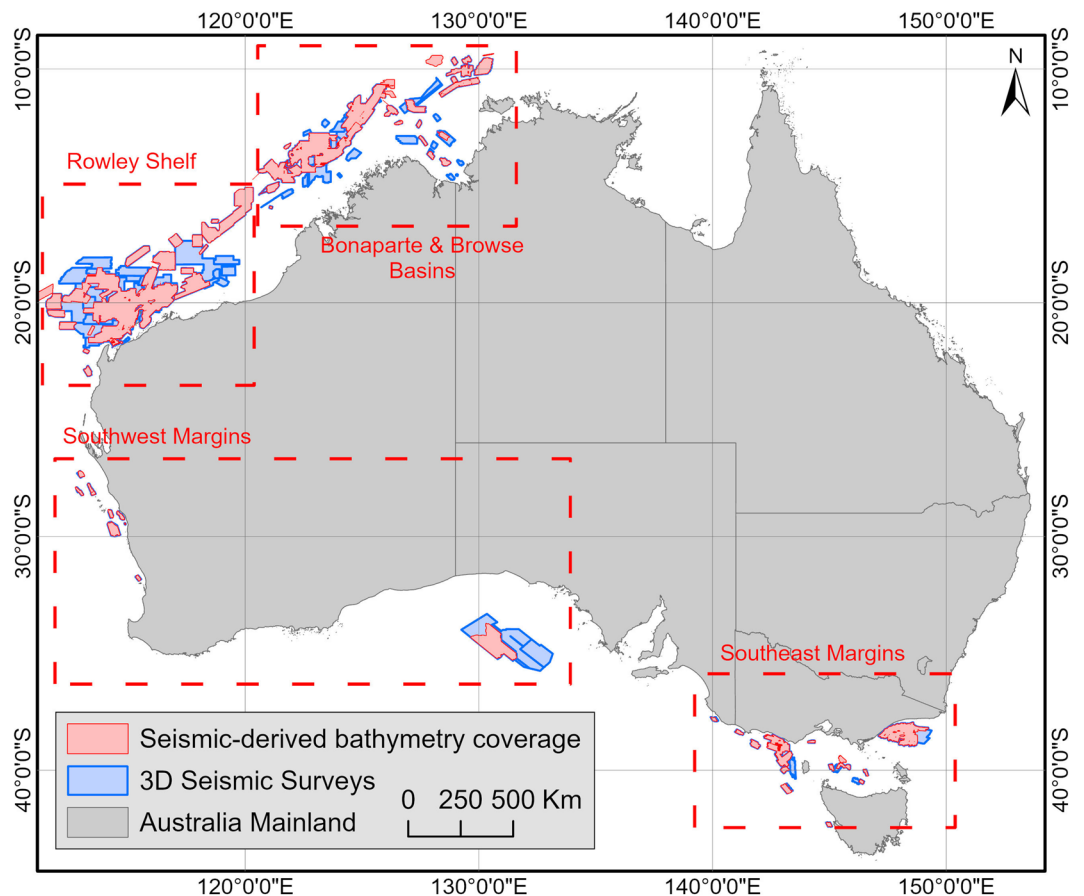 120°0'0"E 130°0'0"E 140°0'0"E 150°0'0"E
N
10°0'0"S 10°0'0"S
Rowley Shelf
Bonaparte & Browse
Basins
20°0'0"S 20°0'0"S
Southwest Margins
30°0'0"S 30°0'0"S
Southeast Margins
Seismic-derived bathymetry coverage
3D Seismic Surveys
40°0'0"S 40°0'0"S
0 250 500 Km
Australia Mainland
120°0'0"E 130°0'0"E 140°0'0"E 150°0'0"E